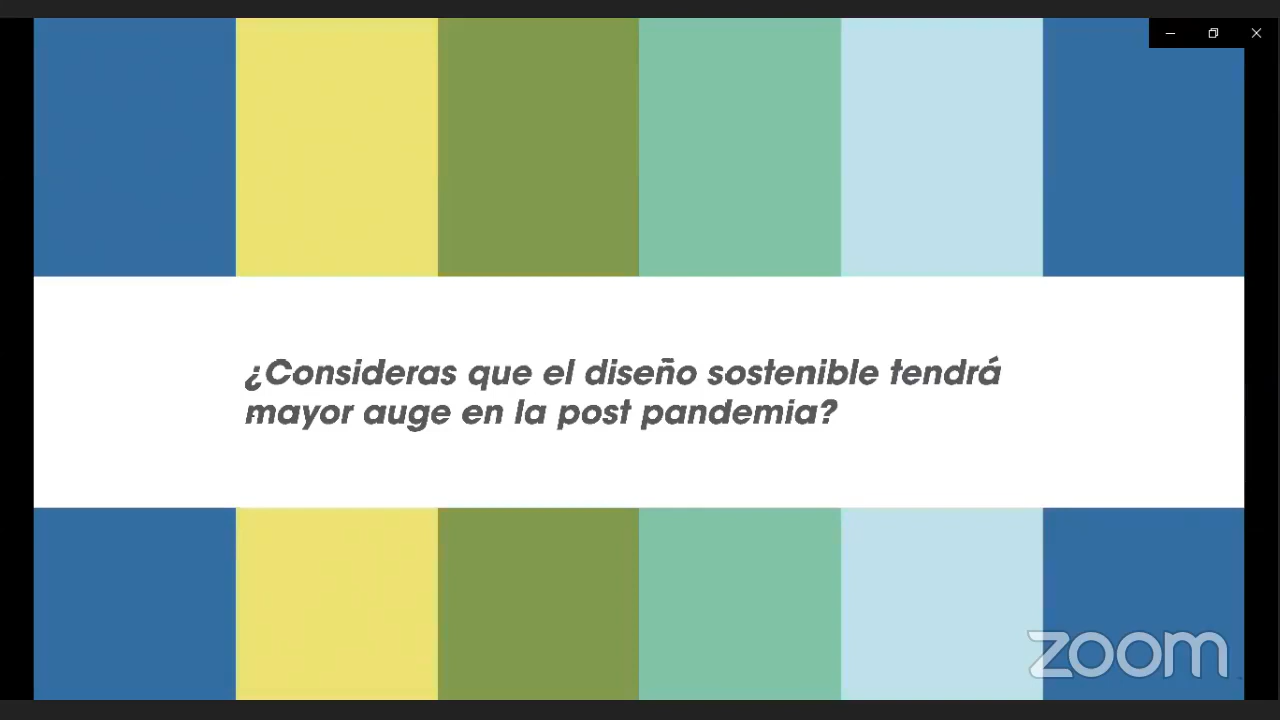 ¿Consideras que el diseño sostenible tendrá
mayor auge en la post pandemia?
zoom